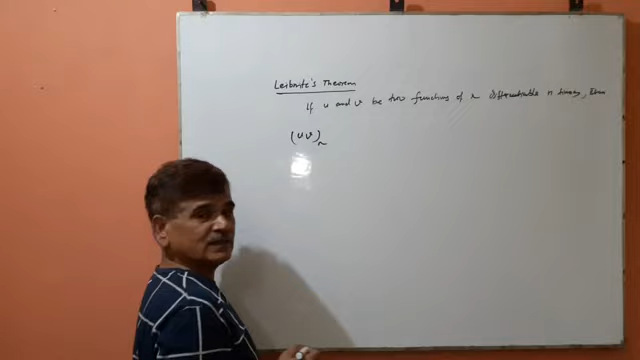 Leibnitz's Theorem
If u and v be two functions of x differentiable n times, then
(uv)n